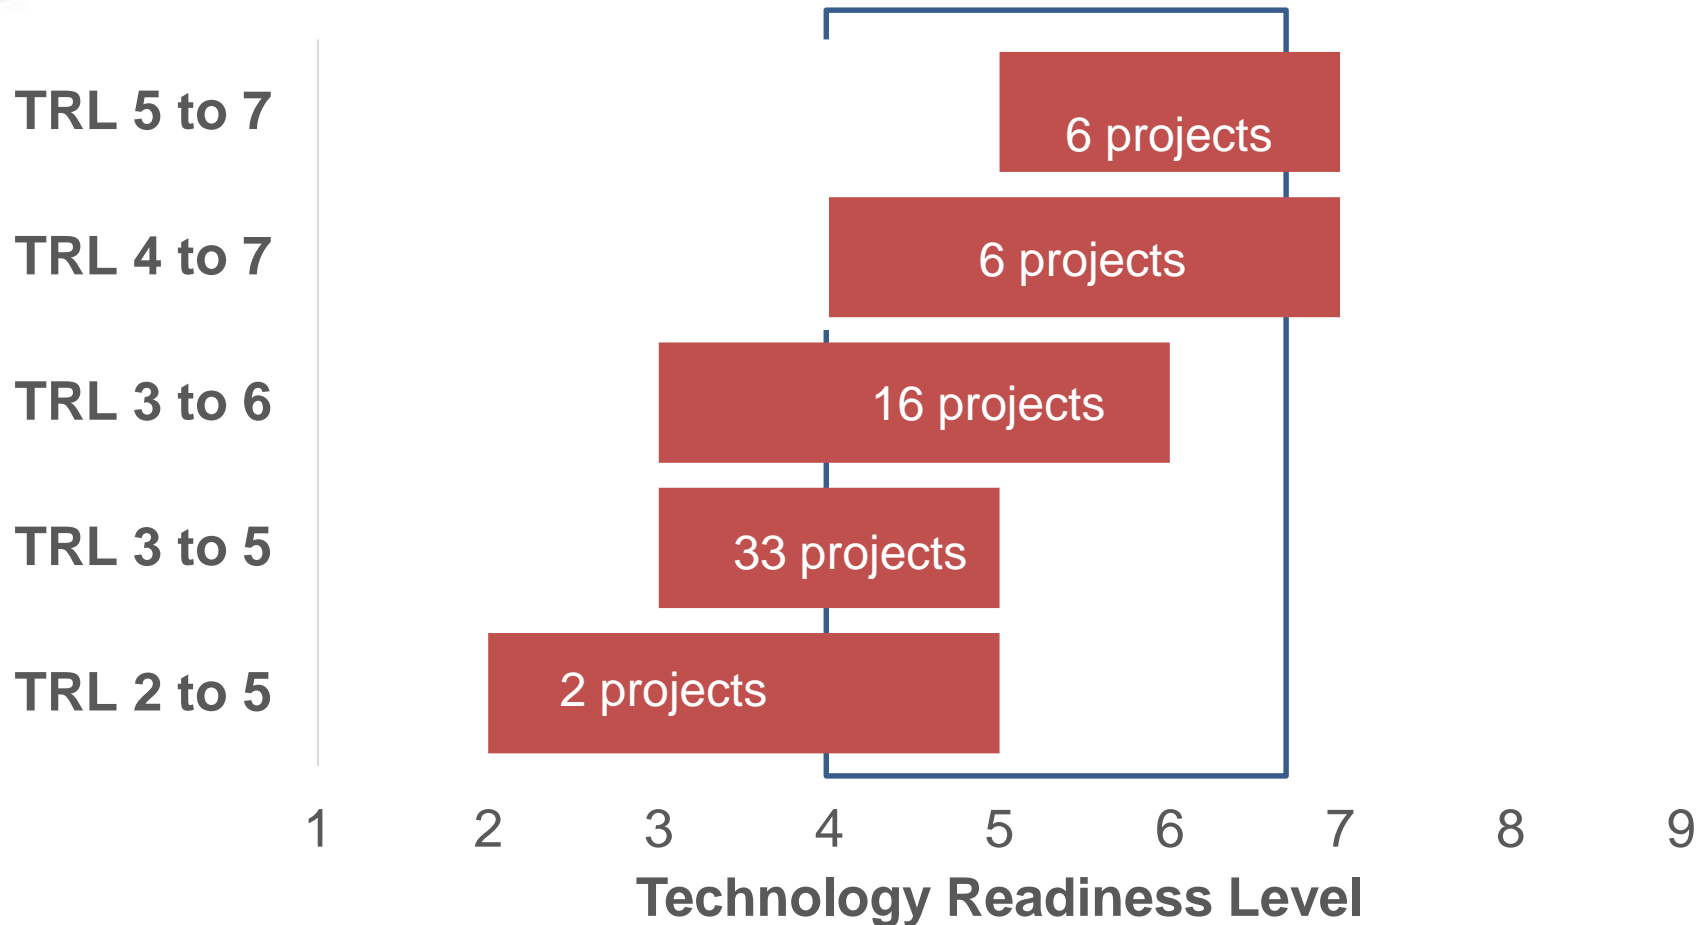 TRL 5 to 7
6 projects
TRL 4 to 7
6 projects
TRL 3 to 6
16 projects
TRL 3 to 5
33 projects
TRL 2 to 5
2 projects
1 2 3 4 5 6 7 8 9
Technology Readiness Level